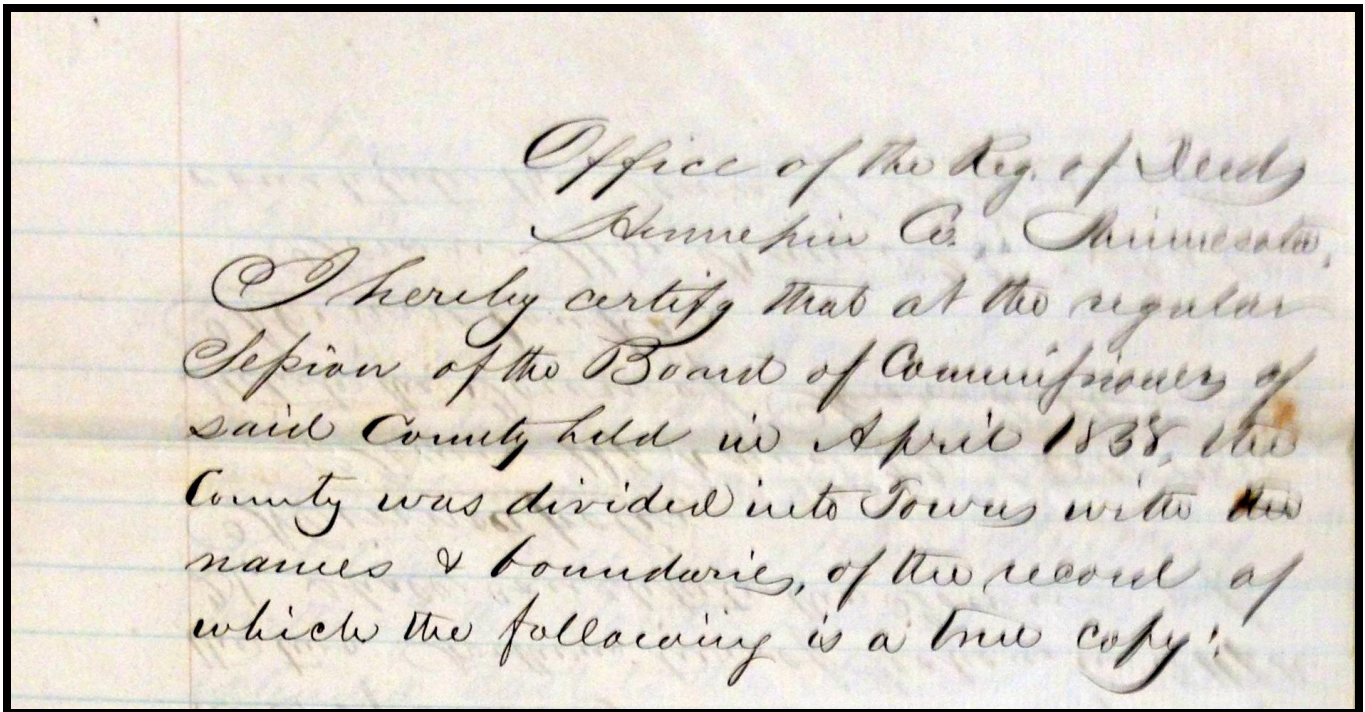 Office of the Reg. of Deeds
Hennepin Co., Minnesota,
I hereby certify that at the regular
Session of the Board of Commissioners of
said County held in April 1858, the
County was divided into Towns with the
names & boundaries, of the record of
which the following is a true copy: